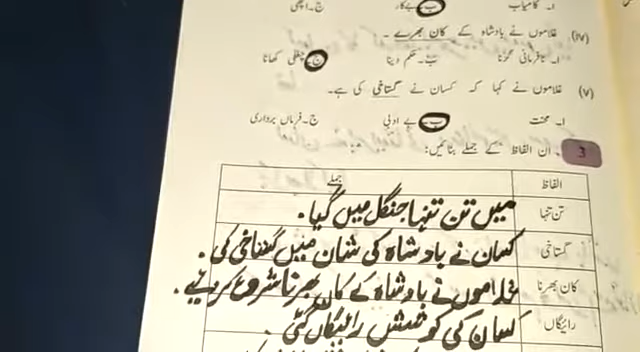 ا۔ کامیاب ب۔ بےکار ج۔ اچھی
(iv) غلاموں نے بادشاہ کے کان بھرے ۔
ا۔ نافرمانی کرنا ب۔ حکم دینا ج۔ چغلی کھانا
(v) غلاموں نے کہا کہ کسان نے گستاخی کی ہے۔
ا۔ محنت ب۔ بے ادبی ج۔ فرماں برداری
3 ۔ ان الفاظ کے جملے بنائیں:
الفاظ جملے
تن تنہا میں تن تنہا جنگل میں گیا ۔
گستاخی کسان نے بادشاہ کی شان میں گستاخی کی ۔
کان بھرنا غلاموں نے بادشاہ کے کان بھرنا شروع کر دیے ۔
رائیگاں کسان کی کوشش رائیگاں گئی ۔